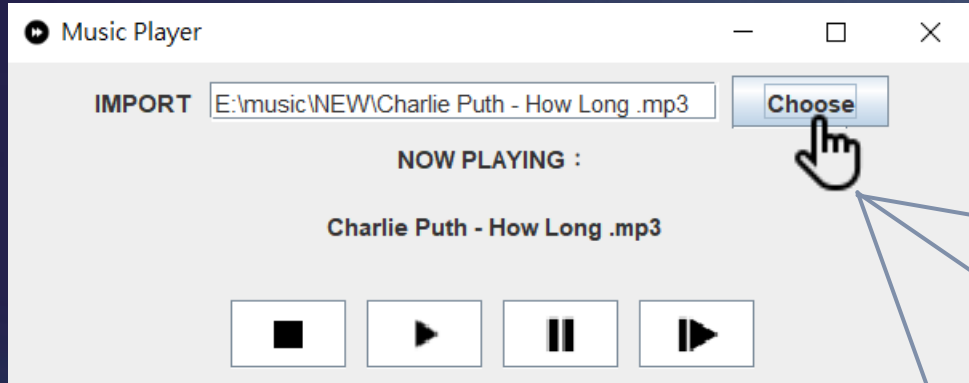 Music Player
IMPORT E:\music\NEW\Charlie Puth - How Long .mp3 Choose
NOW PLAYING：
Charlie Puth - How Long .mp3